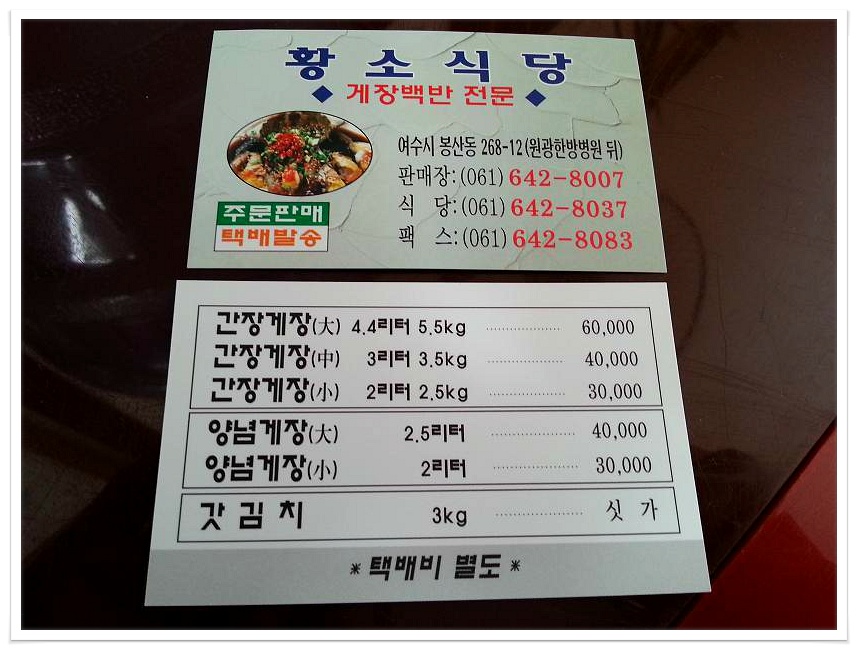 황소식당
◆ 게장백반 전문 ◆
여수시 봉산동 268-12(원광한방병원 뒤)
판매장:(061) 642-8007
식 당:(061) 642-8037
팩 스:(061) 642-8083
주문판매
택배발송
간장게장(大) 4.4리터 5.5kg ················· 60,000
간장게장(中) 3리터 3.5kg ················· 40,000
간장게장(小) 2리터 2.5kg ················· 30,000
양념게장(大) 2.5리터 ················· 40,000
양념게장(小) 2리터 ················· 30,000
갓김치 3kg ················· 싯 가
* 택배비 별도 *